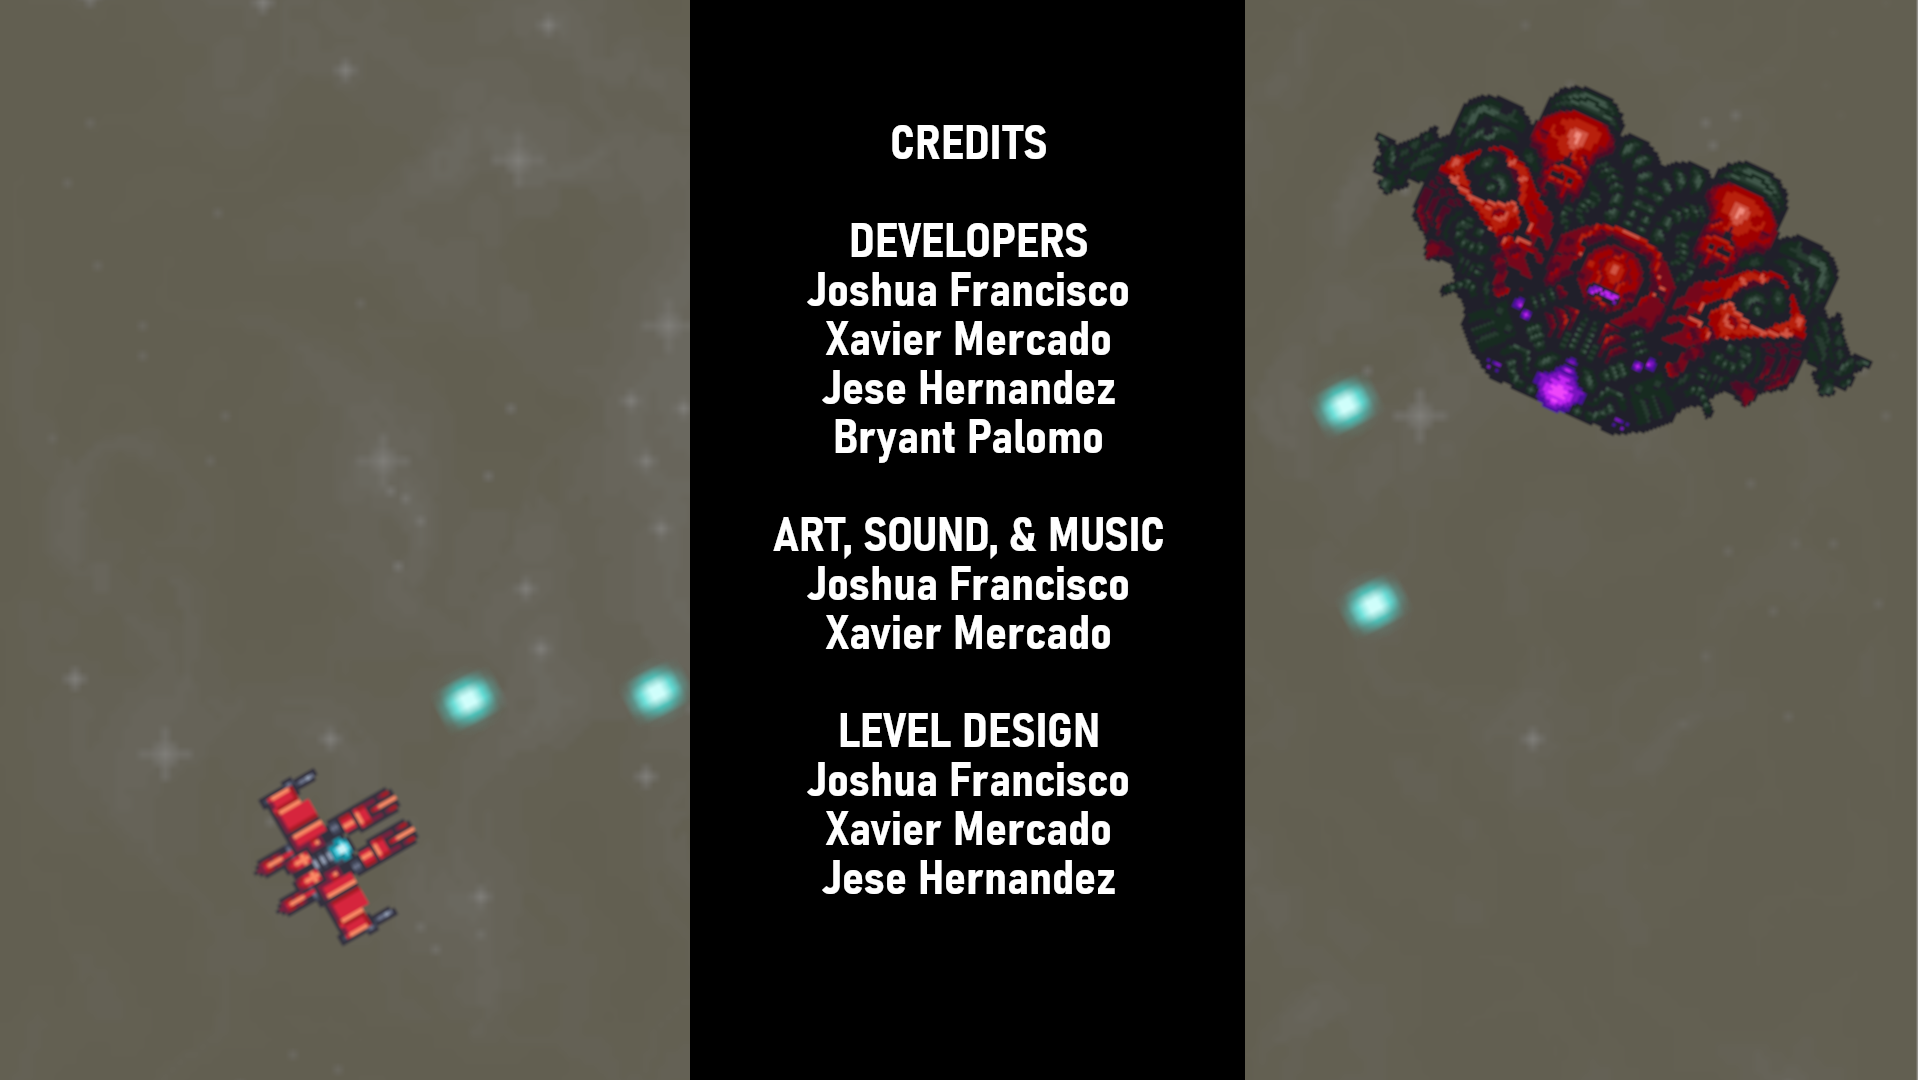 CREDITS
DEVELOPERS
Joshua Francisco
Xavier Mercado
Jese Hernandez
Bryant Palomo
ART, SOUND, & MUSIC
Joshua Francisco
Xavier Mercado
LEVEL DESIGN
Joshua Francisco
Xavier Mercado
Jese Hernandez